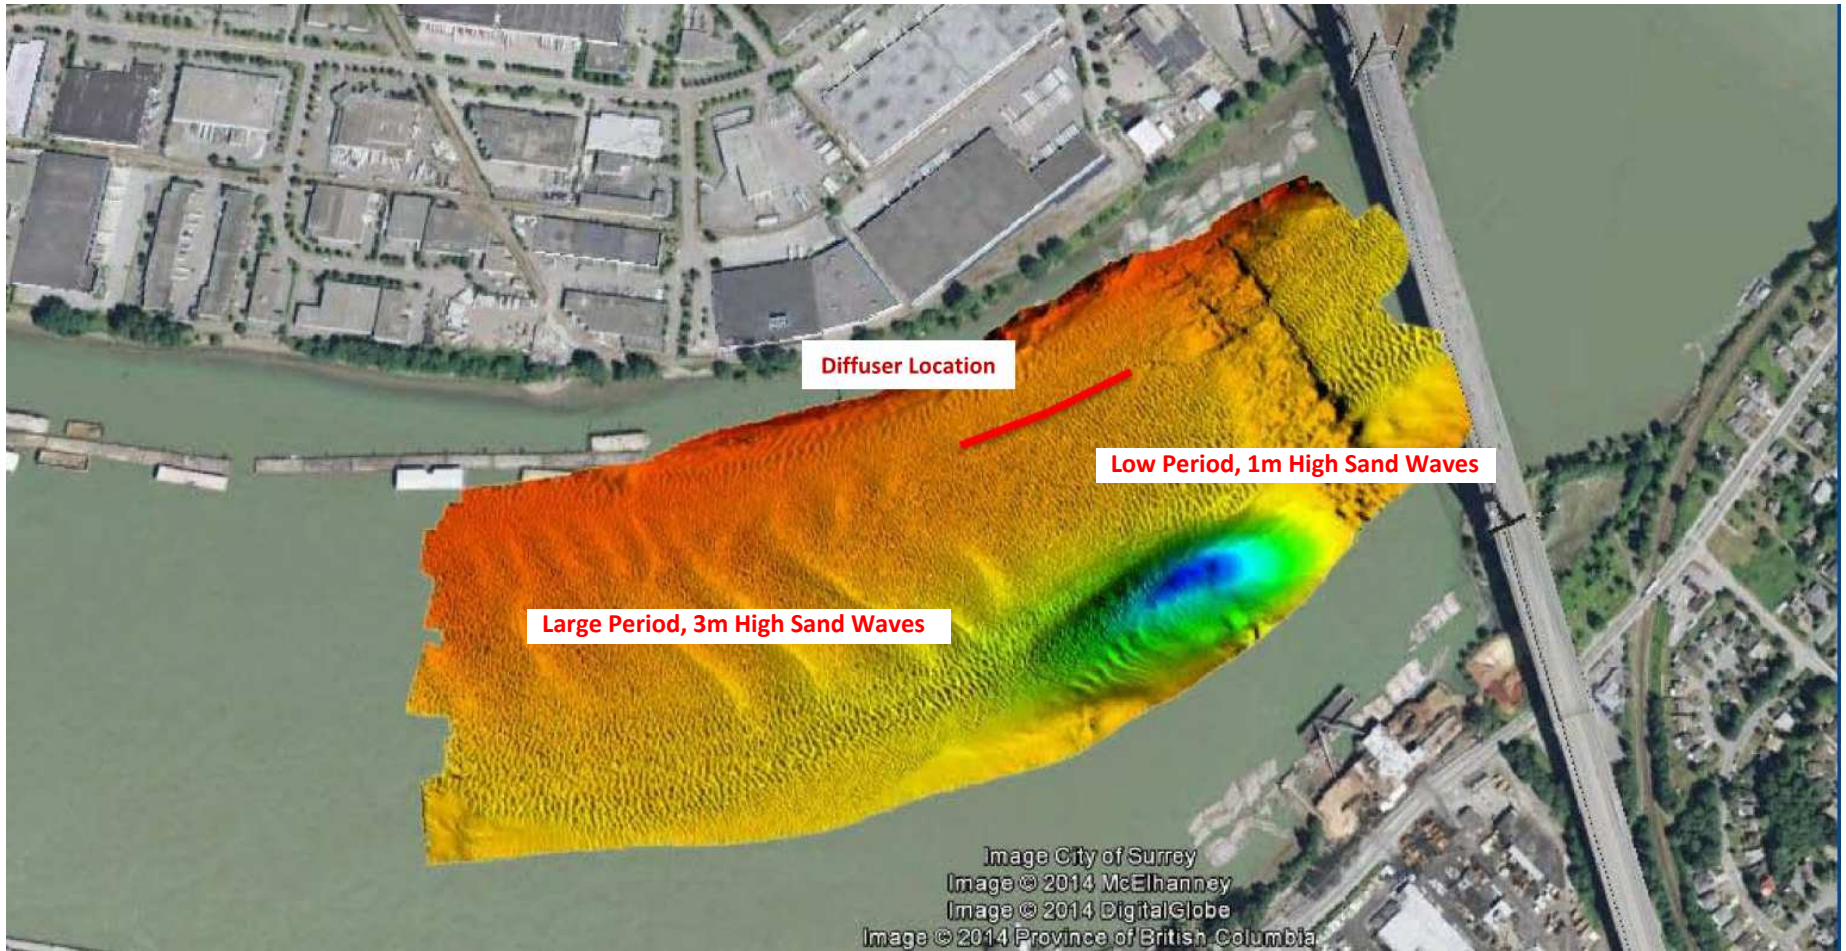 Diffuser Location
Low Period, 1m High Sand Waves
Large Period, 3m High Sand Waves
Image City of Surrey
Image © 2014 McElhanney
Image © 2014 DigitalGlobe
Image © 2014 Province of British Columbia